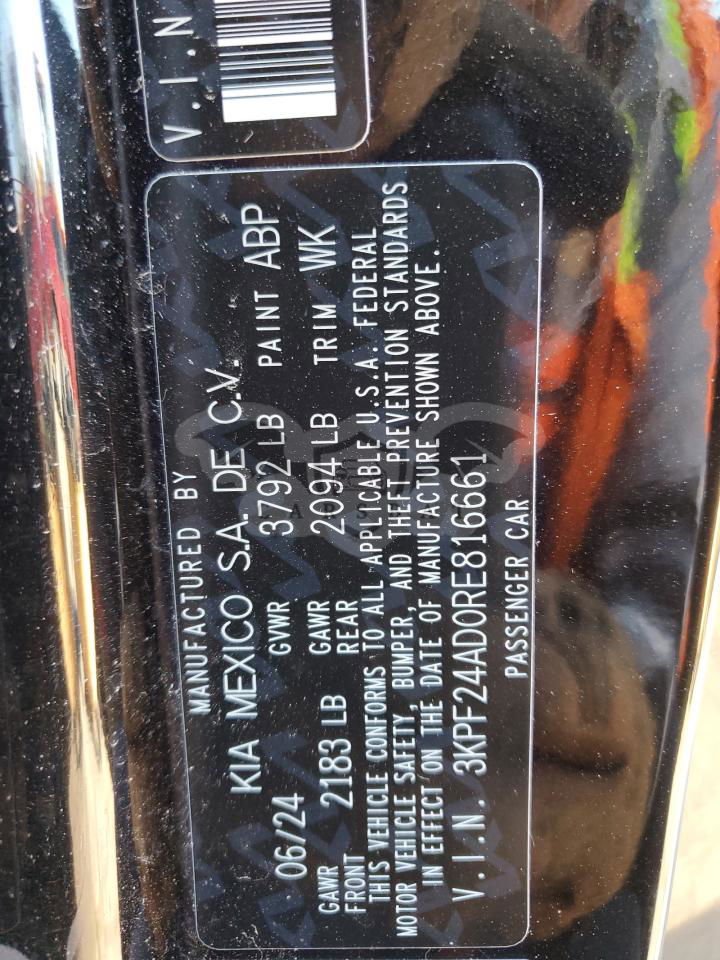 V.I.N
MANUFACTURED BY
KIA MEXICO S.A. DE C.V.
06/24 GVWR 3792 LB PAINT ABP
GAWR FRONT 2183 LB GAWR REAR 2094 LB TRIM WK
THIS VEHICLE CONFORMS TO ALL APPLICABLE U.S.A. FEDERAL
MOTOR VEHICLE SAFETY, BUMPER, AND THEFT PREVENTION STANDARDS
IN EFFECT ON THE DATE OF MANUFACTURE SHOWN ABOVE.
V.I.N. 3KPF24AD0RE816661
PASSENGER CAR